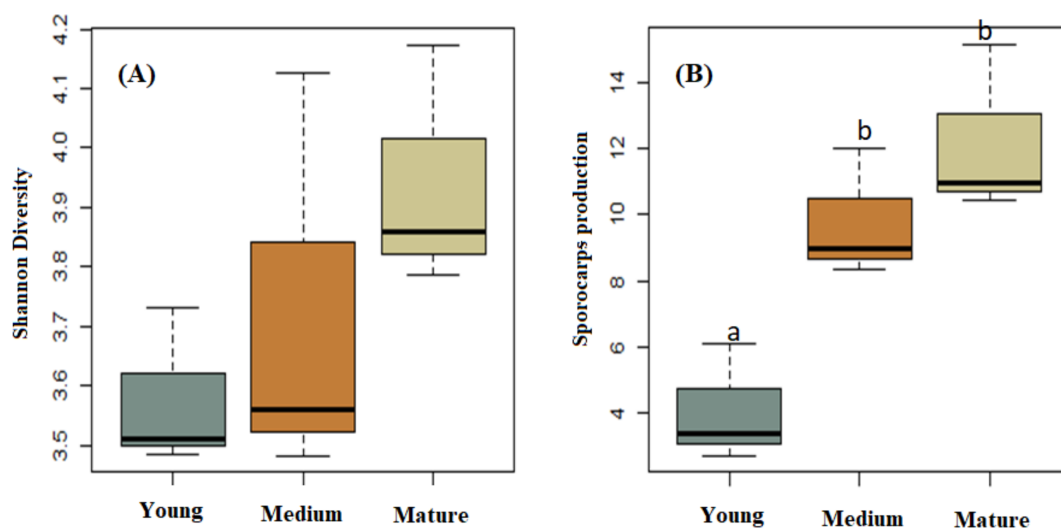 (A)
Shannon Diversity
4.2
4.1
4.0
3.9
3.8
3.7
3.6
3.5
Young Medium Mature
(B)
Sporocarps production
14
12
10
8
6
4
a
b
b
Young Medium Mature